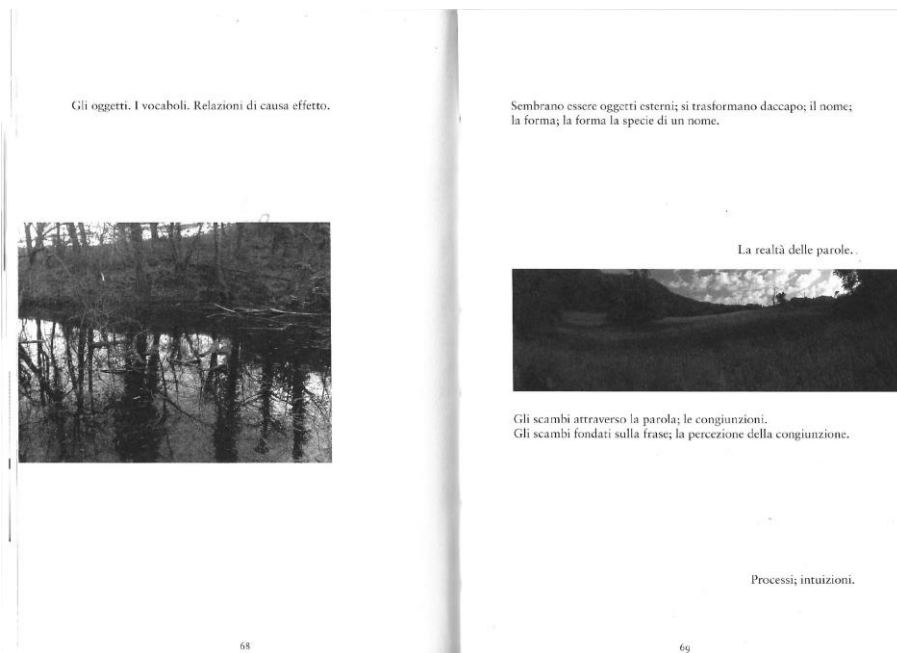 Gli oggetti. I vocaboli. Relazioni di causa effetto.
68
Sembrano essere oggetti esterni; si trasformano daccapo; il nome;
la forma; la forma la specie di un nome.
La realtà delle parole.
Gli scambi attraverso la parola; le congiunzioni.
Gli scambi fondati sulla frase; la percezione della congiunzione.
Processi; intuizioni.
69